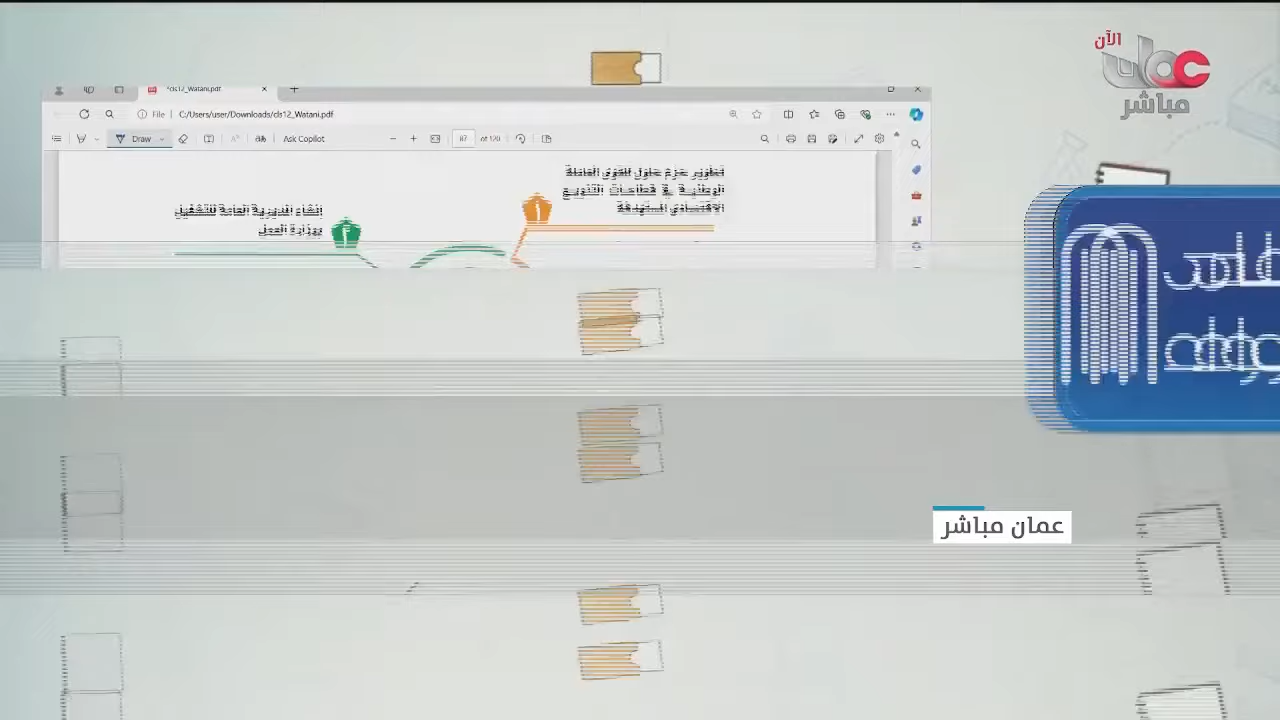 الآن
عمان
مباشر
*cls12_Watani.pdf
File
C:/Users/user/Downloads/cls12_Watani.pdf
Draw
Ask Copilot
87 of 120
تطوير حزم حلول للقوى العاملة
الوطنية في قطاعات التنويع
الاقتصادي المستهدفة
إنشاء المديرية العامة للتشغيل
بوزارة العمل
عمان مباشر